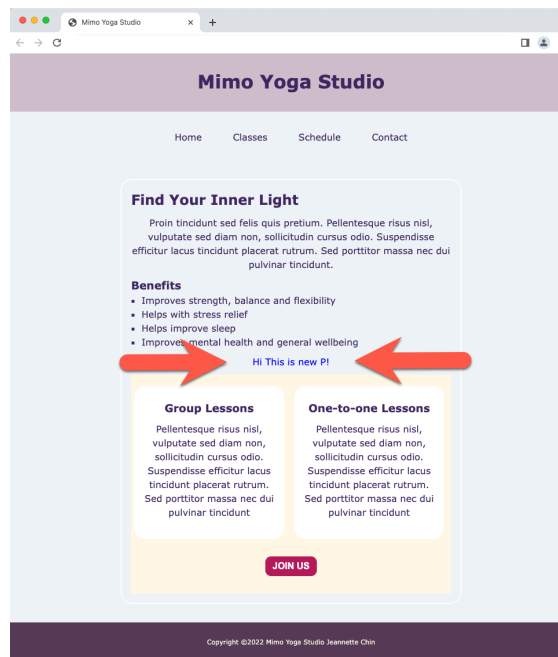 Mimo Yoga Studio
Mimo Yoga Studio
Home Classes Schedule Contact
Find Your Inner Light
Proin tincidunt sed felis quis pretium. Pellentesque risus nisl,
vulputate sed diam non, sollicitudin cursus odio. Suspendisse
efficitur lacus tincidunt placerat rutrum. Sed porttitor massa nec dui
pulvinar tincidunt.
Benefits
Improves strength, balance and flexibility
Helps with stress relief
Helps improve sleep
Improves mental health and general wellbeing
Hi This is new P!
Group Lessons
Pellentesque risus nisl,
vulputate sed diam non,
sollicitudin cursus odio.
Suspendisse efficitur lacus
tincidunt placerat rutrum.
Sed porttitor massa nec dui
pulvinar tincidunt
One-to-one Lessons
Pellentesque risus nisl,
vulputate sed diam non,
sollicitudin cursus odio.
Suspendisse efficitur lacus
tincidunt placerat rutrum.
Sed porttitor massa nec dui
pulvinar tincidunt
JOIN US
Copyright ©2022 Mimo Yoga Studio Jeannette Chin